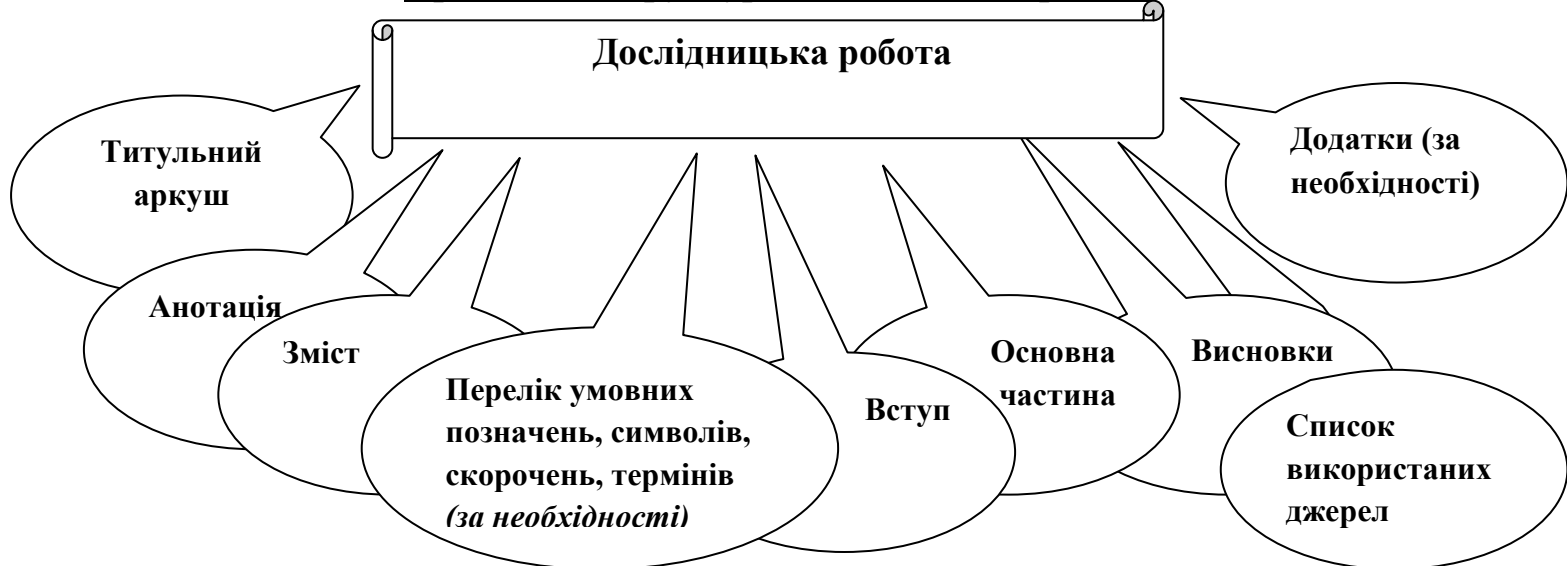 Дослідницька робота
Титульний
аркуш
Анотація
Зміст
Перелік умовних
позначень, символів,
скорочень, термінів
(за необхідності)
Вступ
Основна
частина
Висновки
Список
використаних
джерел
Додатки (за
необхідності)